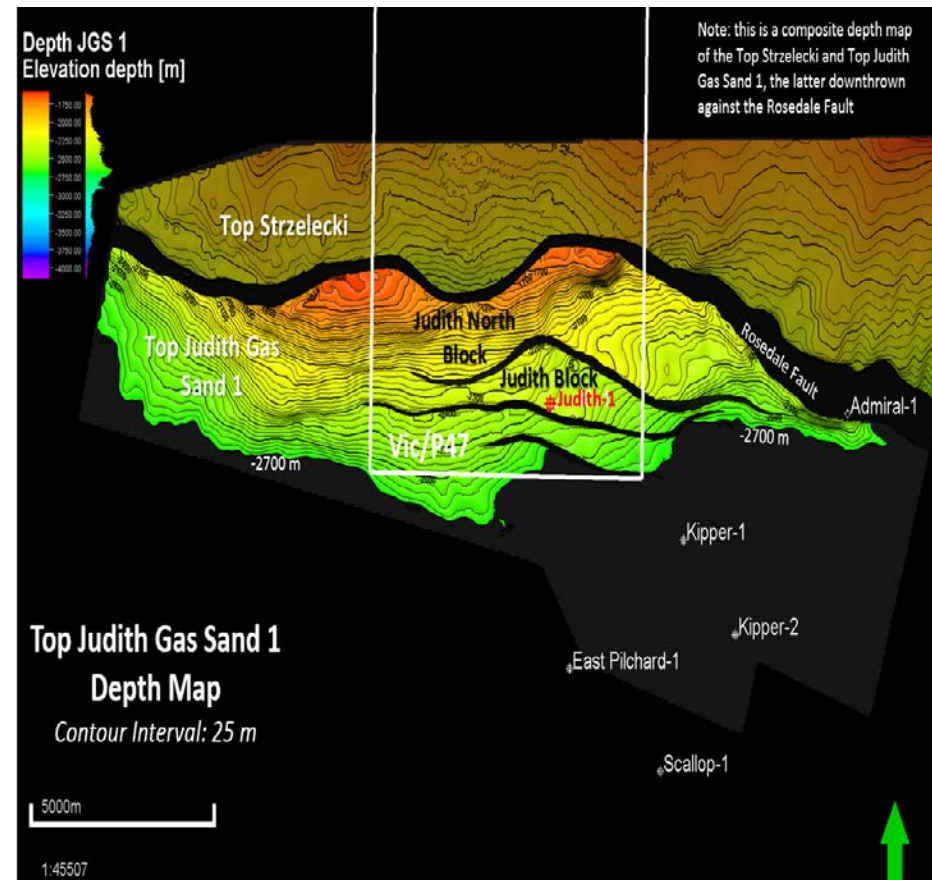 Depth JGS 1
Elevation depth [m]
-1750.00
-2000.00
-2250.00
-2500.00
-2750.00
-3000.00
-3250.00
-3500.00
-3750.00
-4000.00
Note: this is a composite depth map
of the Top Strzelecki and Top Judith
Gas Sand 1, the latter downthrown
against the Rosedale Fault
Top Strzelecki
Judith North
Block
Top Judith Gas
Sand 1
Judith Block
Judith-1
Rosedale Fault
Admiral-1
Vic/P47
-2700 m
-2700 m
Kipper-1
Kipper-2
East Pilchard-1
Scallop-1
Top Judith Gas Sand 1
Depth Map
Contour Interval: 25 m
5000m
1:45507